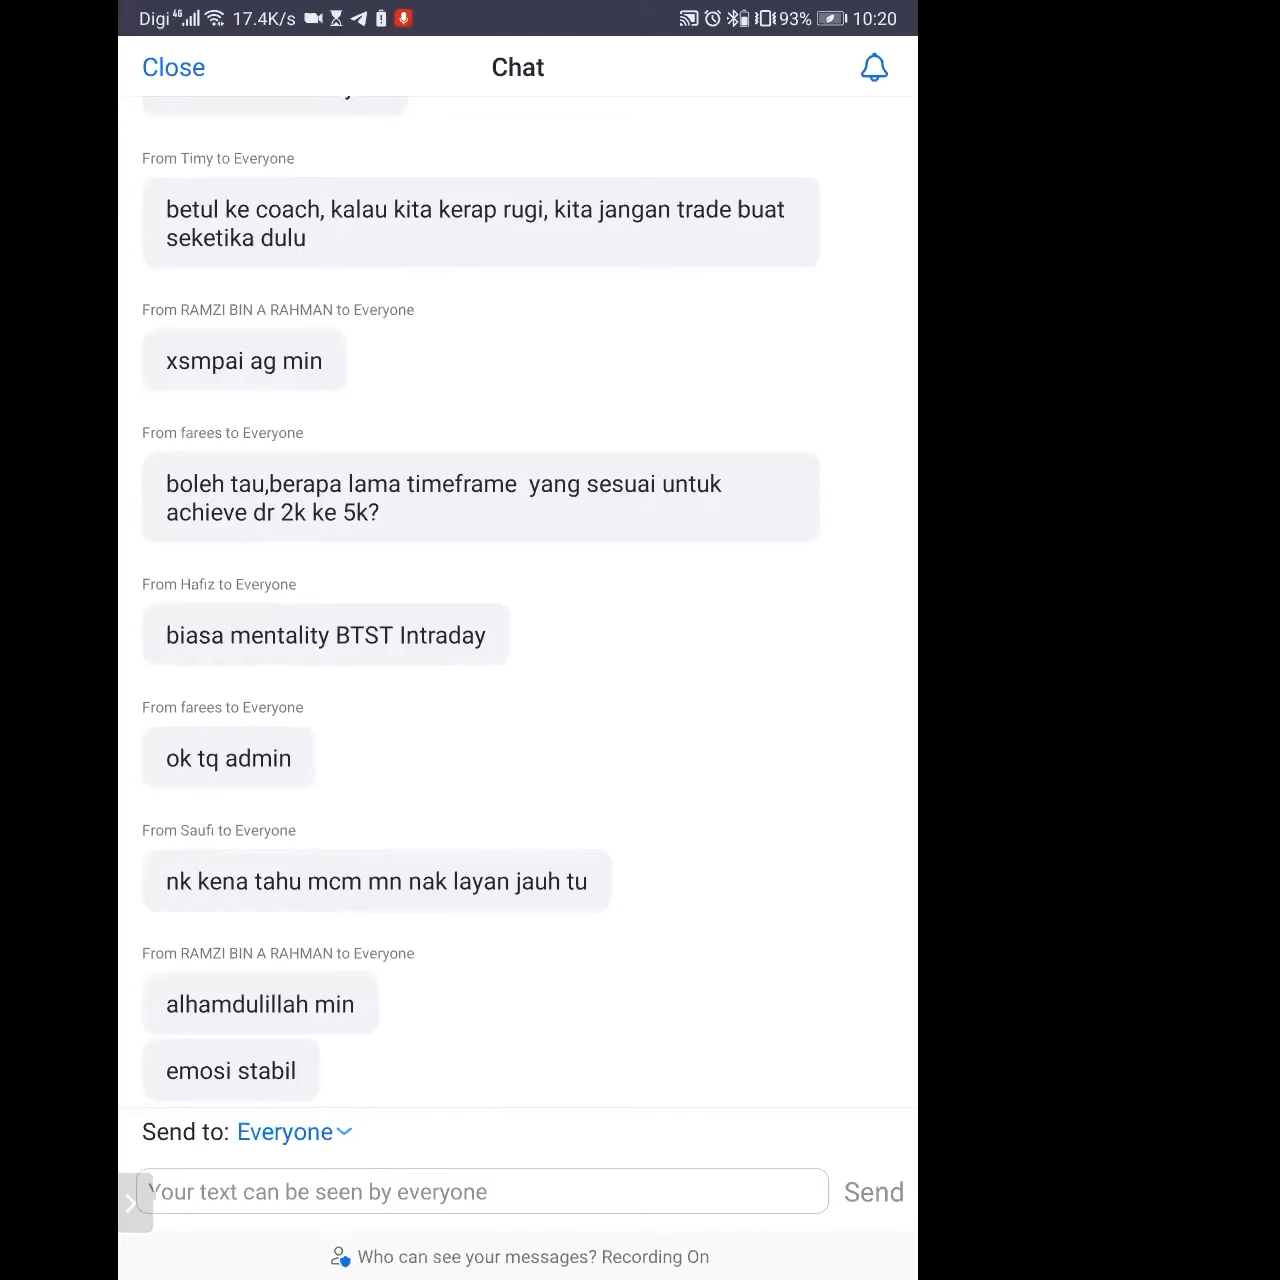 Digi 4G 17.4K/s 93% 10:20
Close Chat
From Timy to Everyone
betul ke coach, kalau kita kerap rugi, kita jangan trade buat
seketika dulu
From RAMZI BIN A RAHMAN to Everyone
xsmpai ag min
From farees to Everyone
boleh tau,berapa lama timeframe  yang sesuai untuk
achieve dr 2k ke 5k?
From Hafiz to Everyone
biasa mentality BTST Intraday
From farees to Everyone
ok tq admin
From Saufi to Everyone
nk kena tahu mcm mn nak layan jauh tu
From RAMZI BIN A RAHMAN to Everyone
alhamdulillah min
emosi stabil
Send to: Everyone
Your text can be seen by everyone Send
Who can see your messages? Recording On